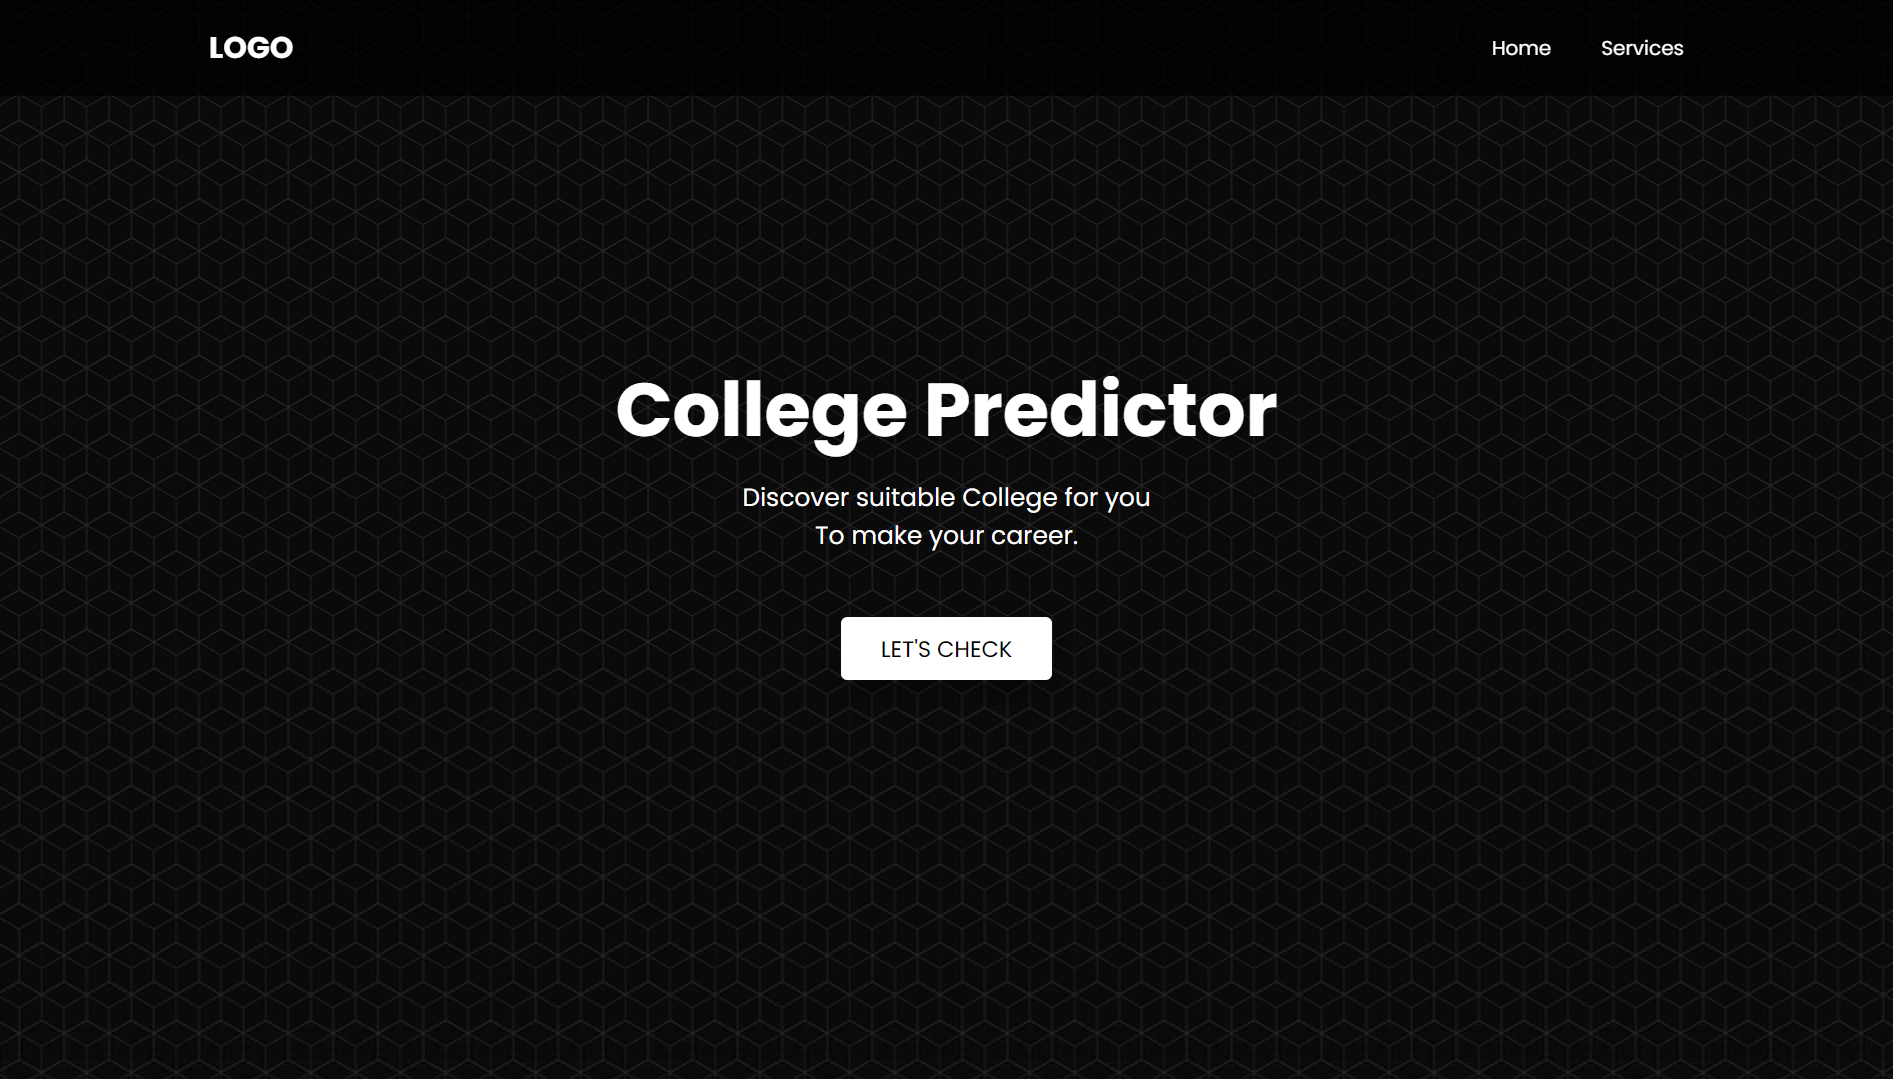 LOGO
Home
Services
College Predictor
Discover suitable College for you
To make your career.
LET'S CHECK